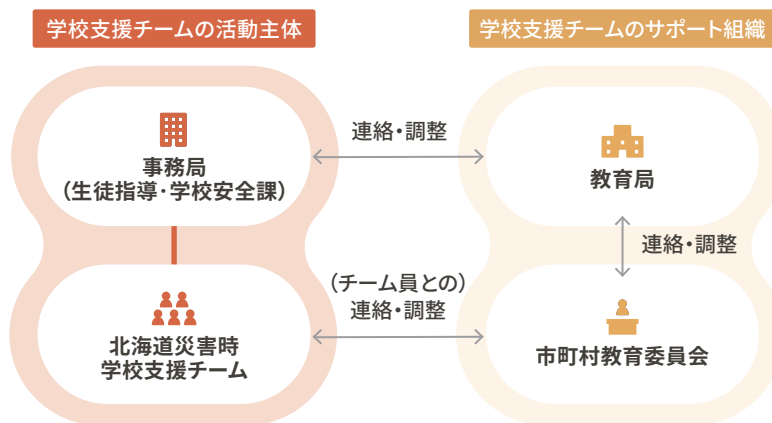 学校支援チームの活動主体
学校支援チームのサポート組織
事務局
（生徒指導・学校安全課）
連絡・調整
教育局
連絡・調整
（チーム員との）
連絡・調整
北海道災害時
学校支援チーム
市町村教育委員会